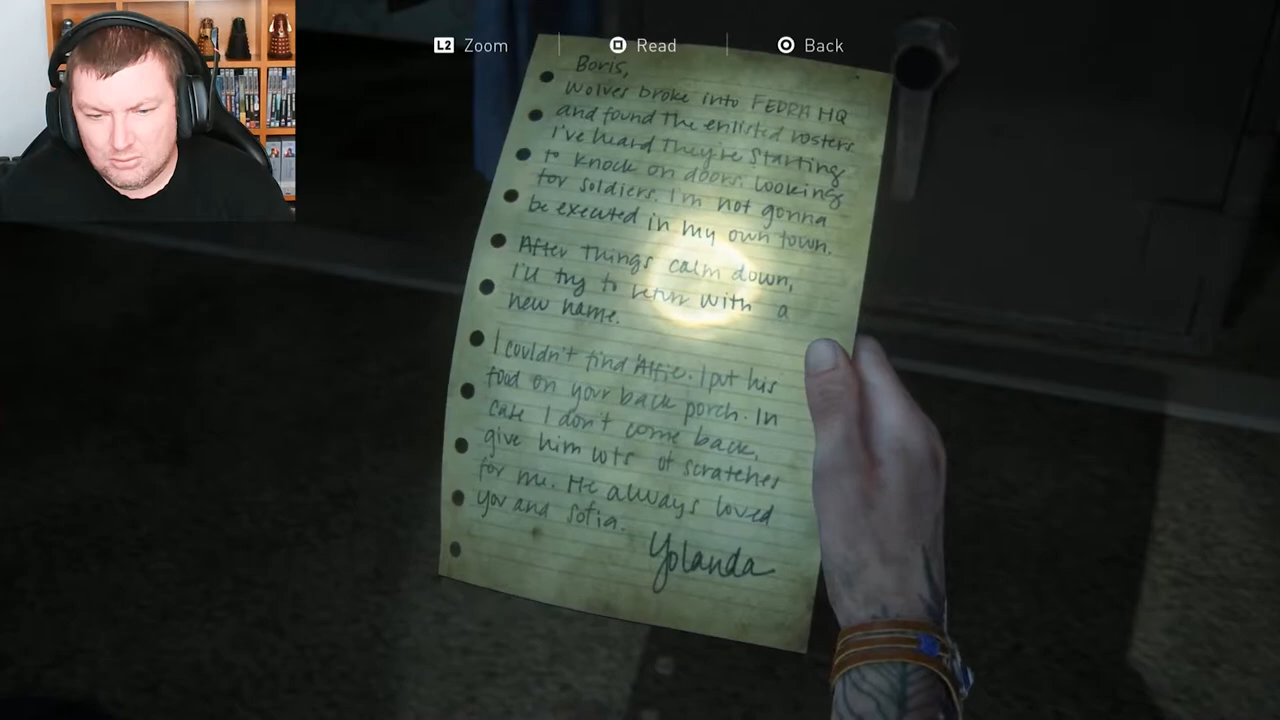 L2 Zoom
Read
Back
Boris,
Wolves broke into FEDRA HQ
and found the enlisted rosters.
I've heard they're starting
to knock on doors. looking
for soldiers. I'm not gonna
be executed in my own town.
After things calm down,
I'll try to return with a
new name.
I couldn't find Alfie. I put his
food on your back porch. In
case I don't come back,
give him lots of scratches
for me. He always loved
you and Sofia.
Yolanda